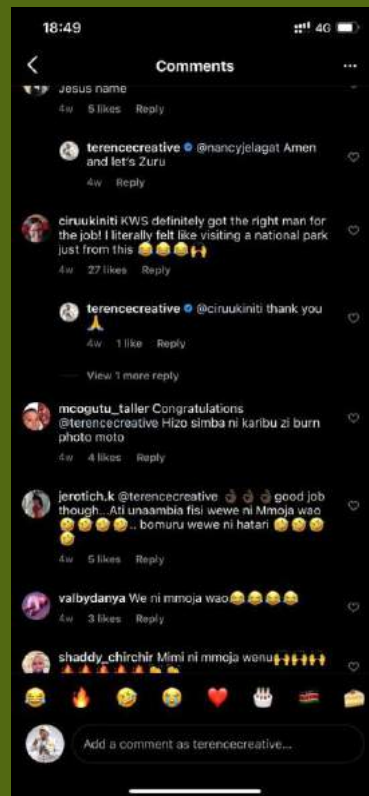 18:49
4G
Comments
Jesus name
4w 5 likes Reply
terencecreative @nancyjelagat Amen
and let's Zuru
4w Reply
ciruukiniti KWS definitely got the right man for
the job! I literally felt like visiting a national park
just from this 😂😂😂🙌
4w 27 likes Reply
terencecreative @ciruukiniti thank you
🙏
4w 1 like Reply
View 1 more reply
mcogutu_taller Congratulations
@terencecreative Hizo simba ni karibu zi burn
photo moto
4w 4 likes Reply
jerotich.k @terencecreative 👌🏿👌🏿👌🏿good job
though...Ati unaambia fisi wewe ni Mmoja wao
🤣🤣🤣🤣.. bomuru wewe ni hatari 🤣🤣🤣
🤣
4w 5 likes Reply
valbydanya We ni mmoja wao😂😂😂😂
4w 3 likes Reply
shaddy_chirchir Mimi ni mmoja wenu🙌🙌🙌
Add a comment as terencecreative...